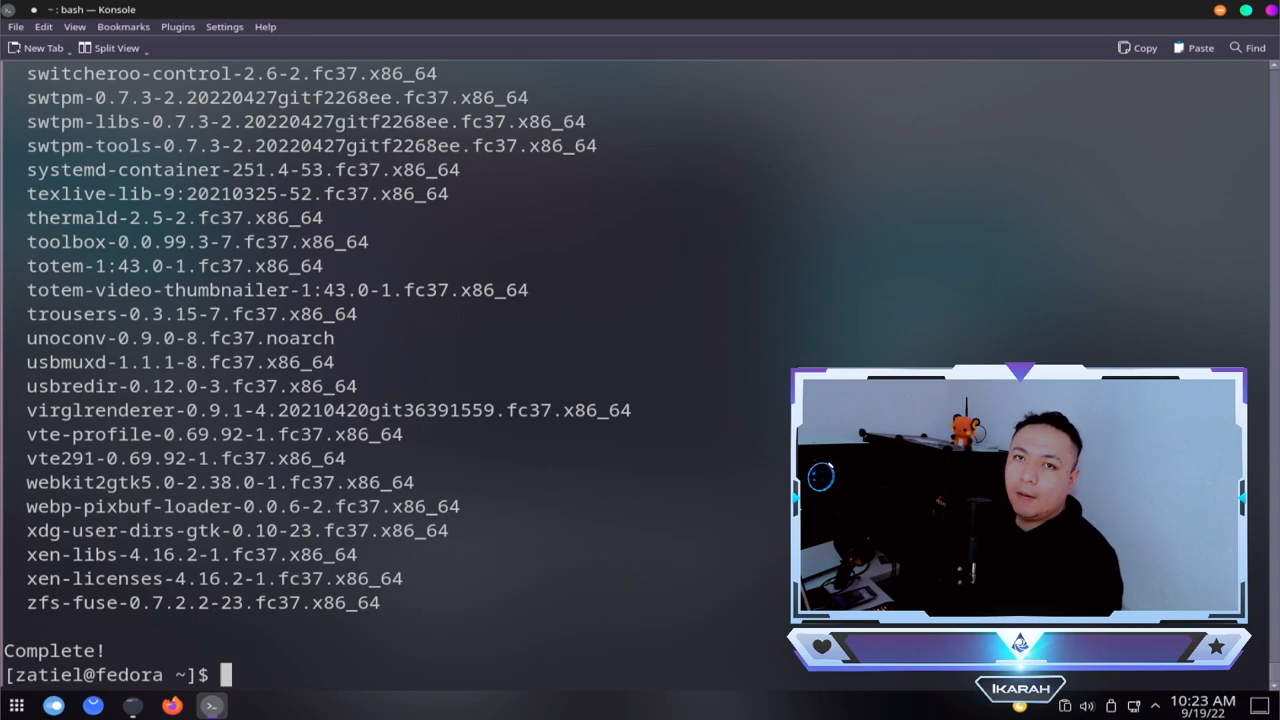 ~ : bash — Konsole
File Edit View Bookmarks Plugins Settings Help
New Tab Split View Copy Paste Find
switcheroo-control-2.6-2.fc37.x86_64
swtpm-0.7.3-2.20220427gitf2268ee.fc37.x86_64
swtpm-libs-0.7.3-2.20220427gitf2268ee.fc37.x86_64
swtpm-tools-0.7.3-2.20220427gitf2268ee.fc37.x86_64
systemd-container-251.4-53.fc37.x86_64
texlive-lib-9:20210325-52.fc37.x86_64
thermald-2.5-2.fc37.x86_64
toolbox-0.0.99.3-7.fc37.x86_64
totem-1:43.0-1.fc37.x86_64
totem-video-thumbnailer-1:43.0-1.fc37.x86_64
trousers-0.3.15-7.fc37.x86_64
unoconv-0.9.0-8.fc37.noarch
usbmuxd-1.1.1-8.fc37.x86_64
usbredir-0.12.0-3.fc37.x86_64
virglrenderer-0.9.1-4.20210420git36391559.fc37.x86_64
vte-profile-0.69.92-1.fc37.x86_64
vte291-0.69.92-1.fc37.x86_64
webkit2gtk5.0-2.38.0-1.fc37.x86_64
webp-pixbuf-loader-0.0.6-2.fc37.x86_64
xdg-user-dirs-gtk-0.10-23.fc37.x86_64
xen-libs-4.16.2-1.fc37.x86_64
xen-licenses-4.16.2-1.fc37.x86_64
zfs-fuse-0.7.2.2-23.fc37.x86_64
Complete!
[zatiel@fedora ~]$
IKARAH
10:23 AM
9/19/22